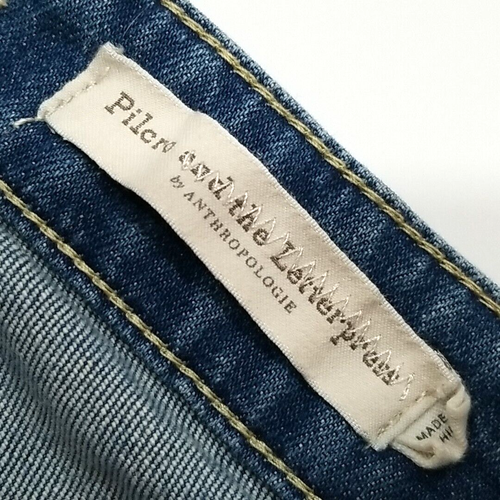 Pilcro and the Letterpress
by ANTHROPOLOGIE
MADE